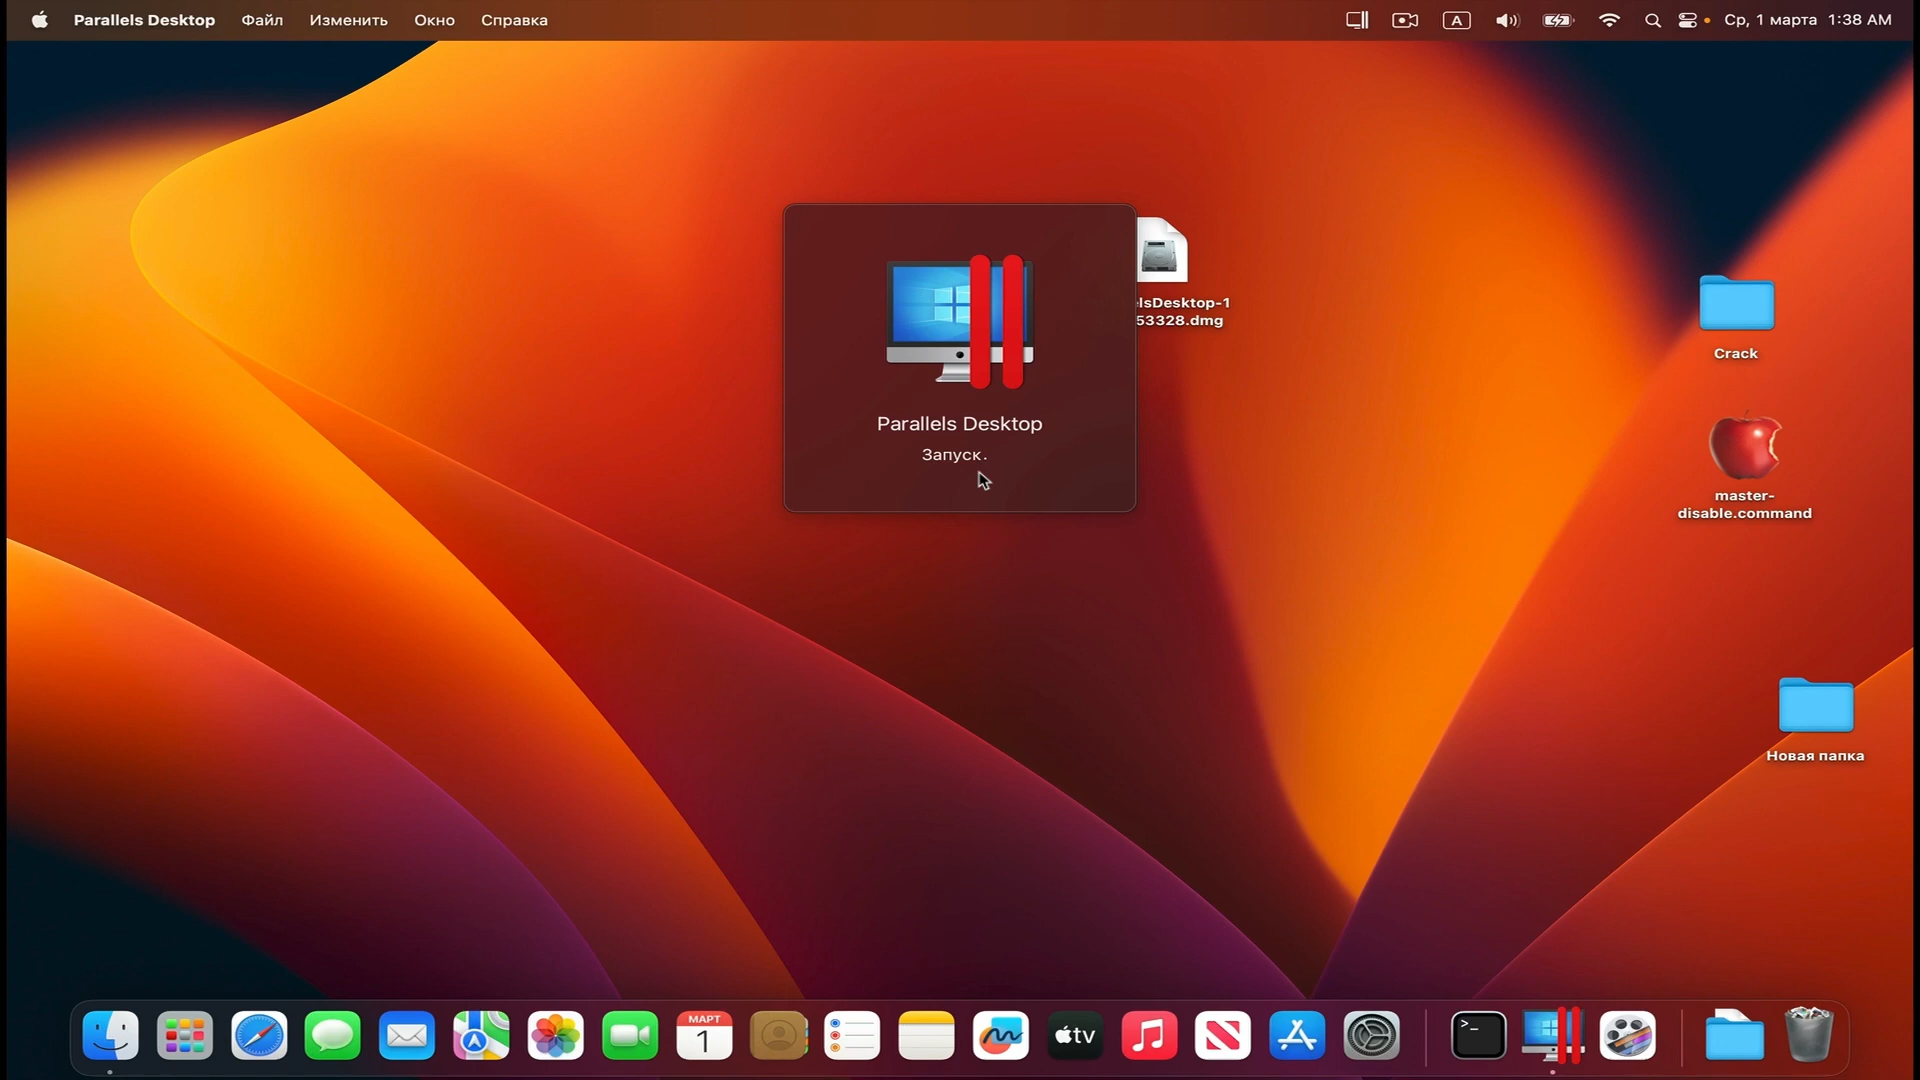 Parallels Desktop Файл Изменить Окно Справка
A Ср, 1 марта 1:38 AM
Parallels Desktop
Запуск.
lsDesktop-1
53328.dmg
Crack
master-
disable.command
Новая папка
МАРТ
1
tv
>_